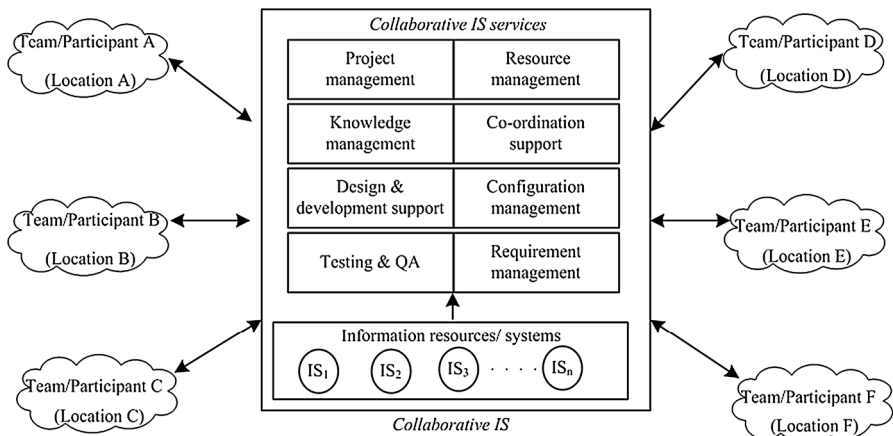 Collaborative IS services
Team/Participant A
(Location A)
Team/Participant B
(Location B)
Team/Participant C
(Location C)
Project
management
Resource
management
Knowledge
management
Co-ordination
support
Design &
development support
Configuration
management
Testing & QA
Requirement
management
Information resources/ systems
IS1
IS2
IS3
. . . .
ISn
Collaborative IS
Team/Participant D
(Location D)
Team/Participant E
(Location E)
Team/Participant F
(Location F)